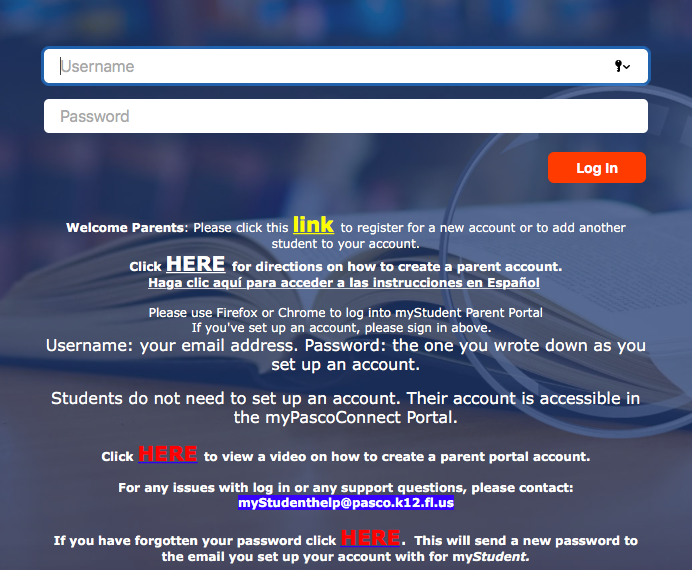 Username
Password
Log In
Welcome Parents: Please click this link to register for a new account or to add another
student to your account.
Click HERE for directions on how to create a parent account.
Haga clic aquí para acceder a las instrucciones en Español
Please use Firefox or Chrome to log into myStudent Parent Portal
If you've set up an account, please sign in above.
Username: your email address. Password: the one you wrote down as you
set up an account.
Students do not need to set up an account. Their account is accessible in
the myPascoConnect Portal.
Click HERE to view a video on how to create a parent portal account.
For any issues with log in or any support questions, please contact:
myStudenthelp@pasco.k12.fl.us
If you have forgotten your password click HERE. This will send a new password to
the email you set up your account with for myStudent.